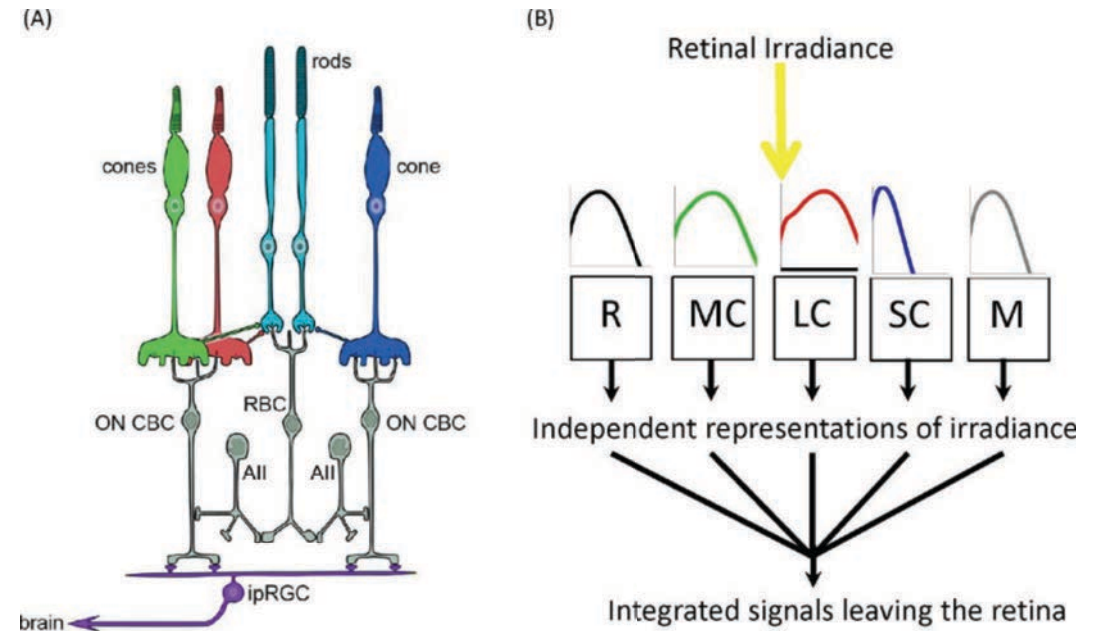 (A)
rods
cones
cone
RBC
ON CBC
ON CBC
AII
AII
ipRGC
brain
(B)
Retinal Irradiance
R
MC
LC
SC
M
Independent representations of irradiance
Integrated signals leaving the retina